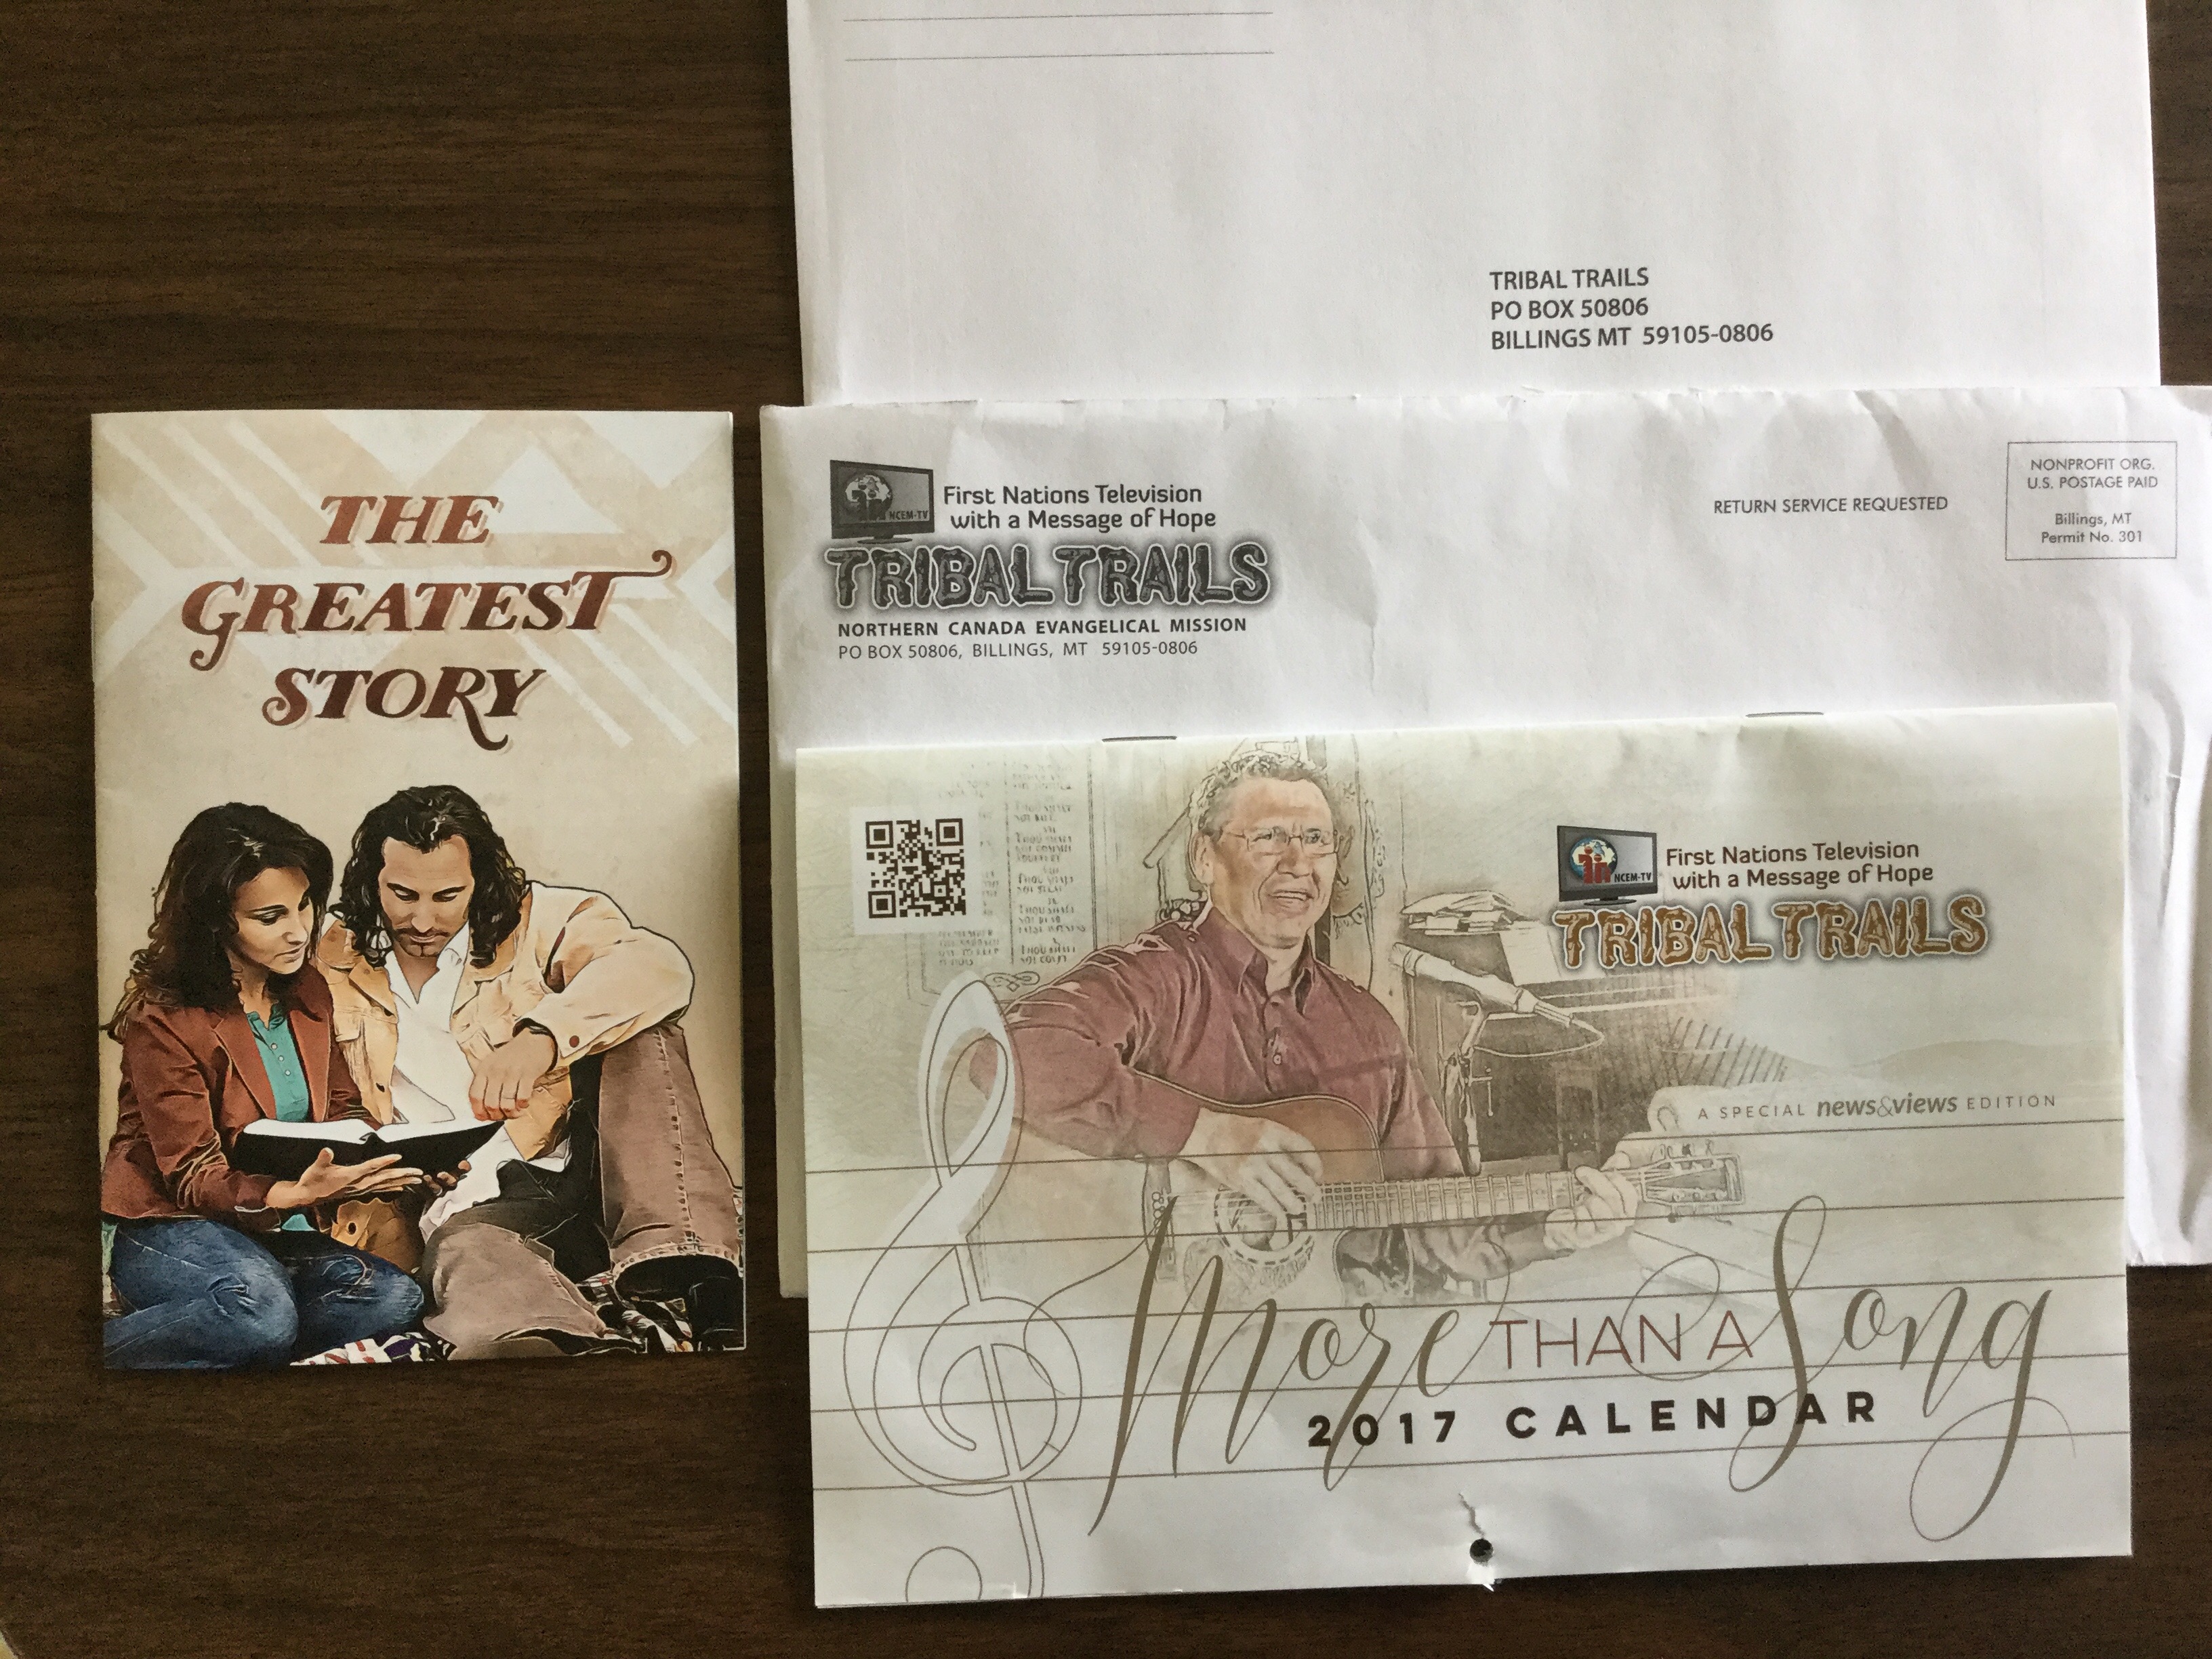 THE
GREATEST
STORY
TRIBAL TRAILS
PO BOX 50806
BILLINGS MT 59105-0806
NCEM-TV
First Nations Television
with a Message of Hope
TRIBAL TRAILS
NORTHERN CANADA EVANGELICAL MISSION
PO BOX 50806, BILLINGS, MT 59105-0806
RETURN SERVICE REQUESTED
NONPROFIT ORG.
U.S. POSTAGE PAID
Billings, MT
Permit No. 301
NCEM-TV
First Nations Television
with a Message of Hope
TRIBAL TRAILS
A SPECIAL news&views EDITION
More THAN A Song
2017 CALENDAR